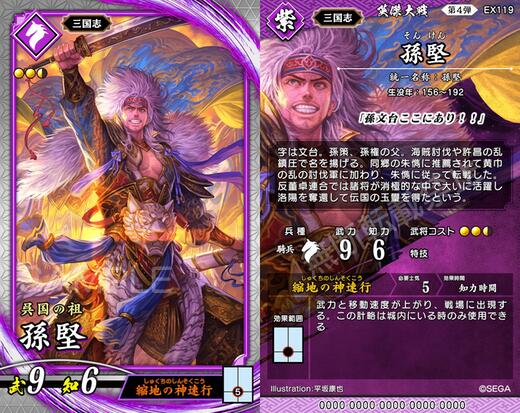 三国志
呉国の祖
孫堅
武9 知6
しゅくちのしんそくこう
縮地の神速行
5
紫
三国志
英傑大戦
第4弾
EX119
そん けん
孫堅
統一名称：孫堅
生没年：156～192
「孫文台ここにあり！！」
字は文台。孫策、孫権の父。海賊討伐や許昌の乱
鎮圧で名を揚げる。同郷の朱儁に推薦されて黄巾
の乱の討伐軍に加わり、朱儁に従って転戦した。
反董卓連合では諸将が消極的な中で大いに活躍し
洛陽を奪還して伝国の玉璽を得たという。
兵種 武力 知力 武将コスト
騎兵 9 6 特技
しゅくちのしんそくこう 必要士気 効果時間
縮地の神速行 5 知力時間
効果範囲
武力と移動速度が上がり、戦場に出現す
る。この計略は城内にいる時のみ使用でき
る
©SEGA
Illustration:平坂康也
0000 0000 0000 0000 0000